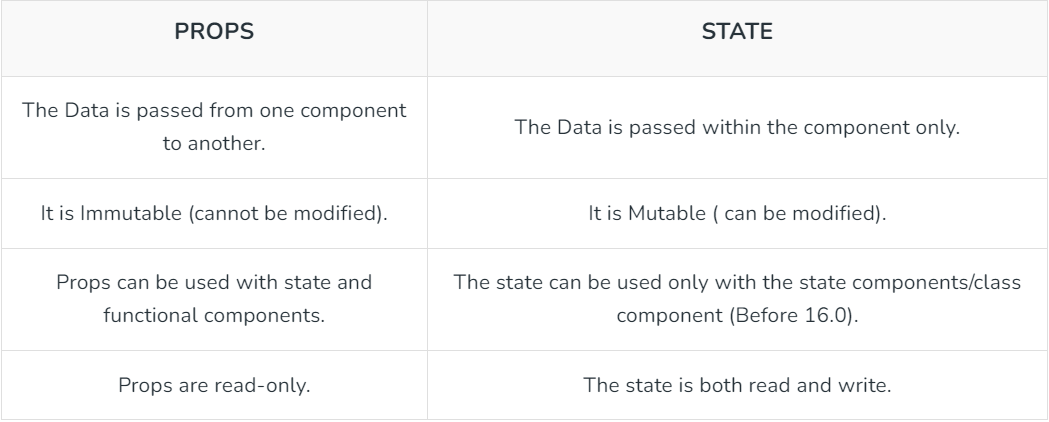 PROPS
STATE
The Data is passed from one component
to another.
The Data is passed within the component only.
It is Immutable (cannot be modified).
It is Mutable ( can be modified).
Props can be used with state and
functional components.
The state can be used only with the state components/class
component (Before 16.0).
Props are read-only.
The state is both read and write.